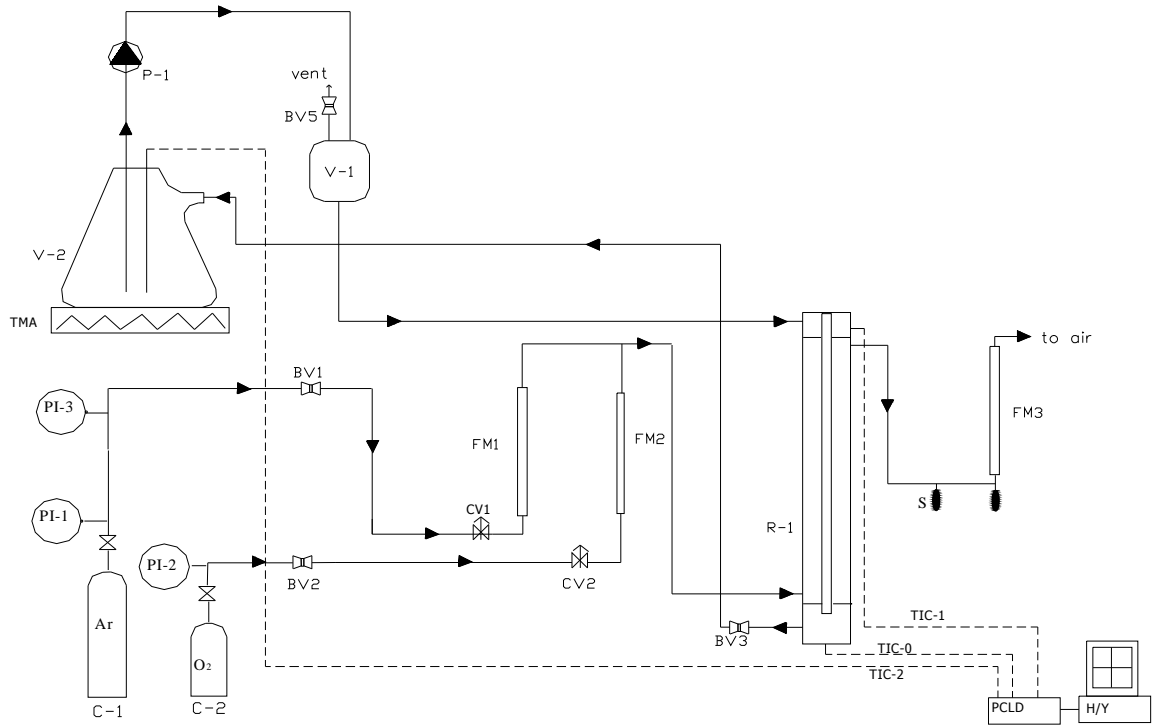 P-1
vent
BV5
V-1
V-2
TMA
to air
BV1
PI-3
FM1
FM2
FM3
PI-1
CV1
S
R-1
PI-2
BV2
CV2
Ar
TIC-1
BV3
TIC-0
O2
TIC-2
PCLD
H/Y
C-1
C-2